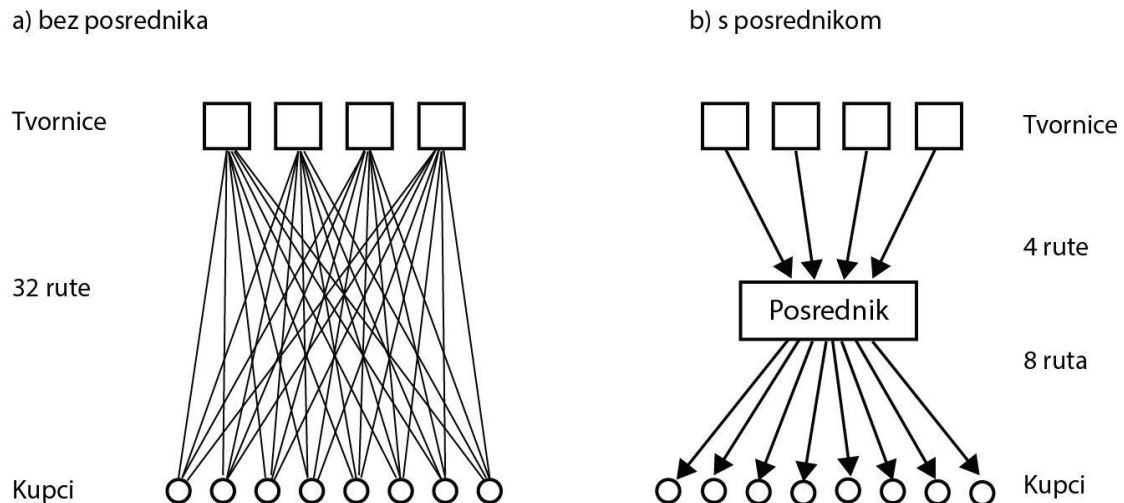 a) bez posrednika
b) s posrednikom
Tvornice
Tvornice
32 rute
4 rute
Posrednik
8 ruta
Kupci
Kupci